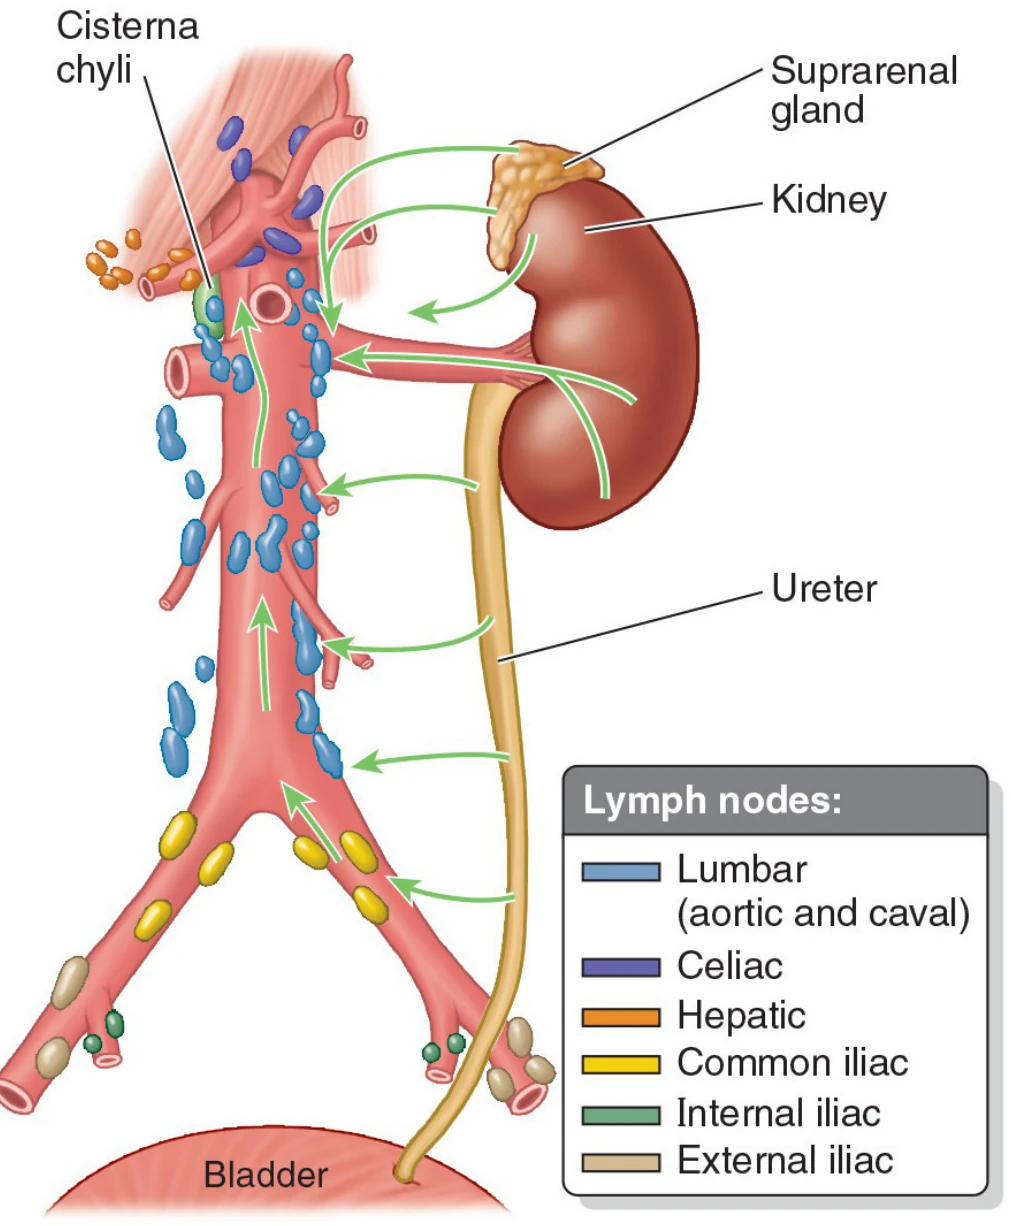 Cisterna
chyli
Suprarenal
gland
Kidney
Ureter
Lymph nodes:
Lumbar
(aortic and caval)
Celiac
Hepatic
Common iliac
Internal iliac
External iliac
Bladder